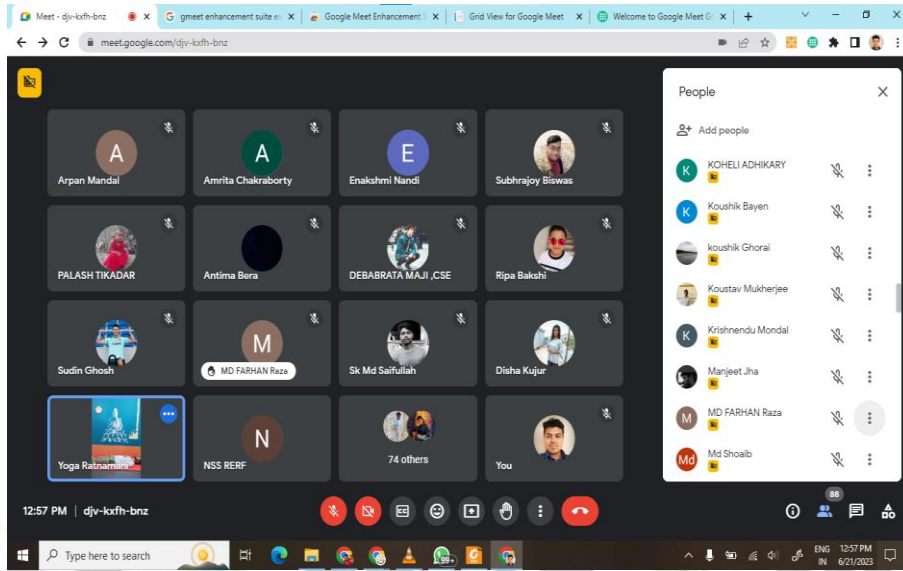 Meet - djv-kxfh-bnz
gmeet enhancement suite e
Google Meet Enhancement S
Grid View for Google Meet
Welcome to Google Meet G
meet.google.com/djv-kxfh-bnz
A
Arpan Mandal
A
Amrita Chakraborty
E
Enakshmi Nandi
Subhrajoy Biswas
PALASH TIKADAR
Antima Bera
DEBABRATA MAJI ,CSE
Ripa Bakshi
Sudin Ghosh
M
MD FARHAN Raza
Sk Md Saifullah
Disha Kujur
Yoga Ratnamani
N
NSS RERF
74 others
You
People
Add people
K
KOHELI ADHIKARY
K
Koushik Bayen
koushik Ghorai
Koustav Mukherjee
K
Krishnendu Mondal
Manjeet Jha
M
MD FARHAN Raza
Md
Md Shoaib
12:57 PM | djv-kxfh-bnz
CC
88
Type here to search
99+
ENG
IN
12:57 PM
6/21/2023